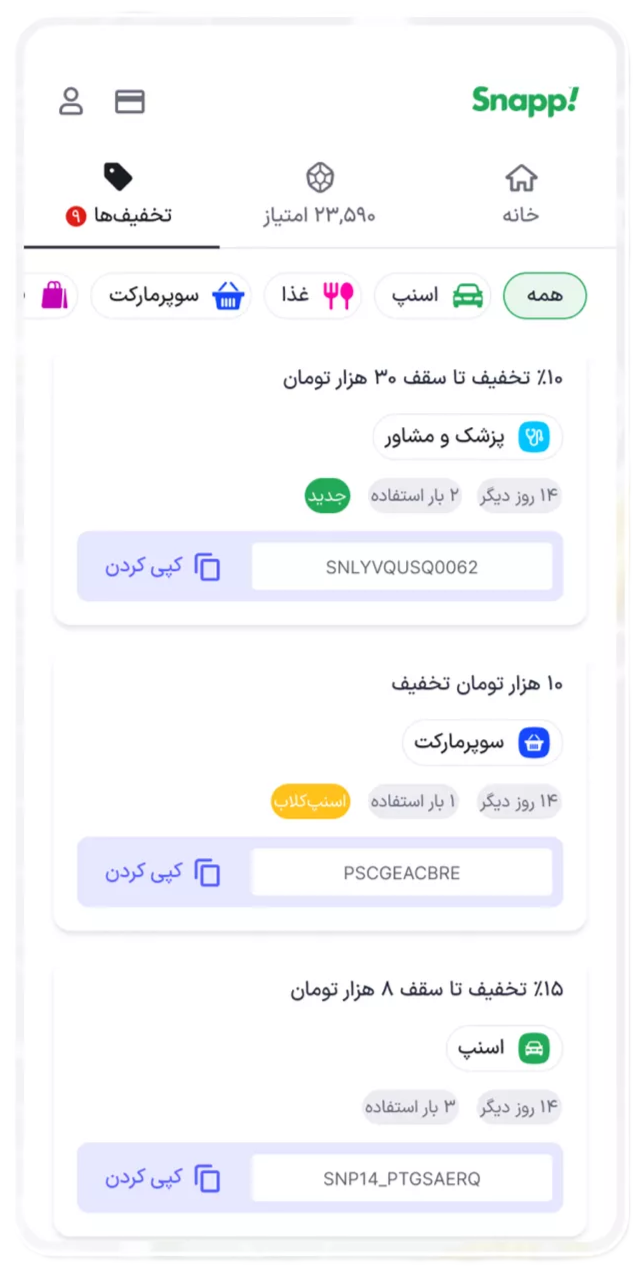 Snapp!
خانه
۲۳,۵۹۰ امتیاز
تخفیف‌ها ۹
همه
اسنپ
غذا
سوپرمارکت
۱۰٪ تخفیف تا سقف ۳۰ هزار تومان
پزشک و مشاور
۱۴ روز دیگر ۲ بار استفاده جدید
SNLYVQUSQ0062 کپی کردن
۱۰ هزار تومان تخفیف
سوپرمارکت
۱۴ روز دیگر ۱ بار استفاده اسنپ‌کلاب
PSCGEACBRE کپی کردن
۱۵٪ تخفیف تا سقف ۸ هزار تومان
اسنپ
۱۴ روز دیگر ۳ بار استفاده
SNP14_PTGSAERQ کپی کردن